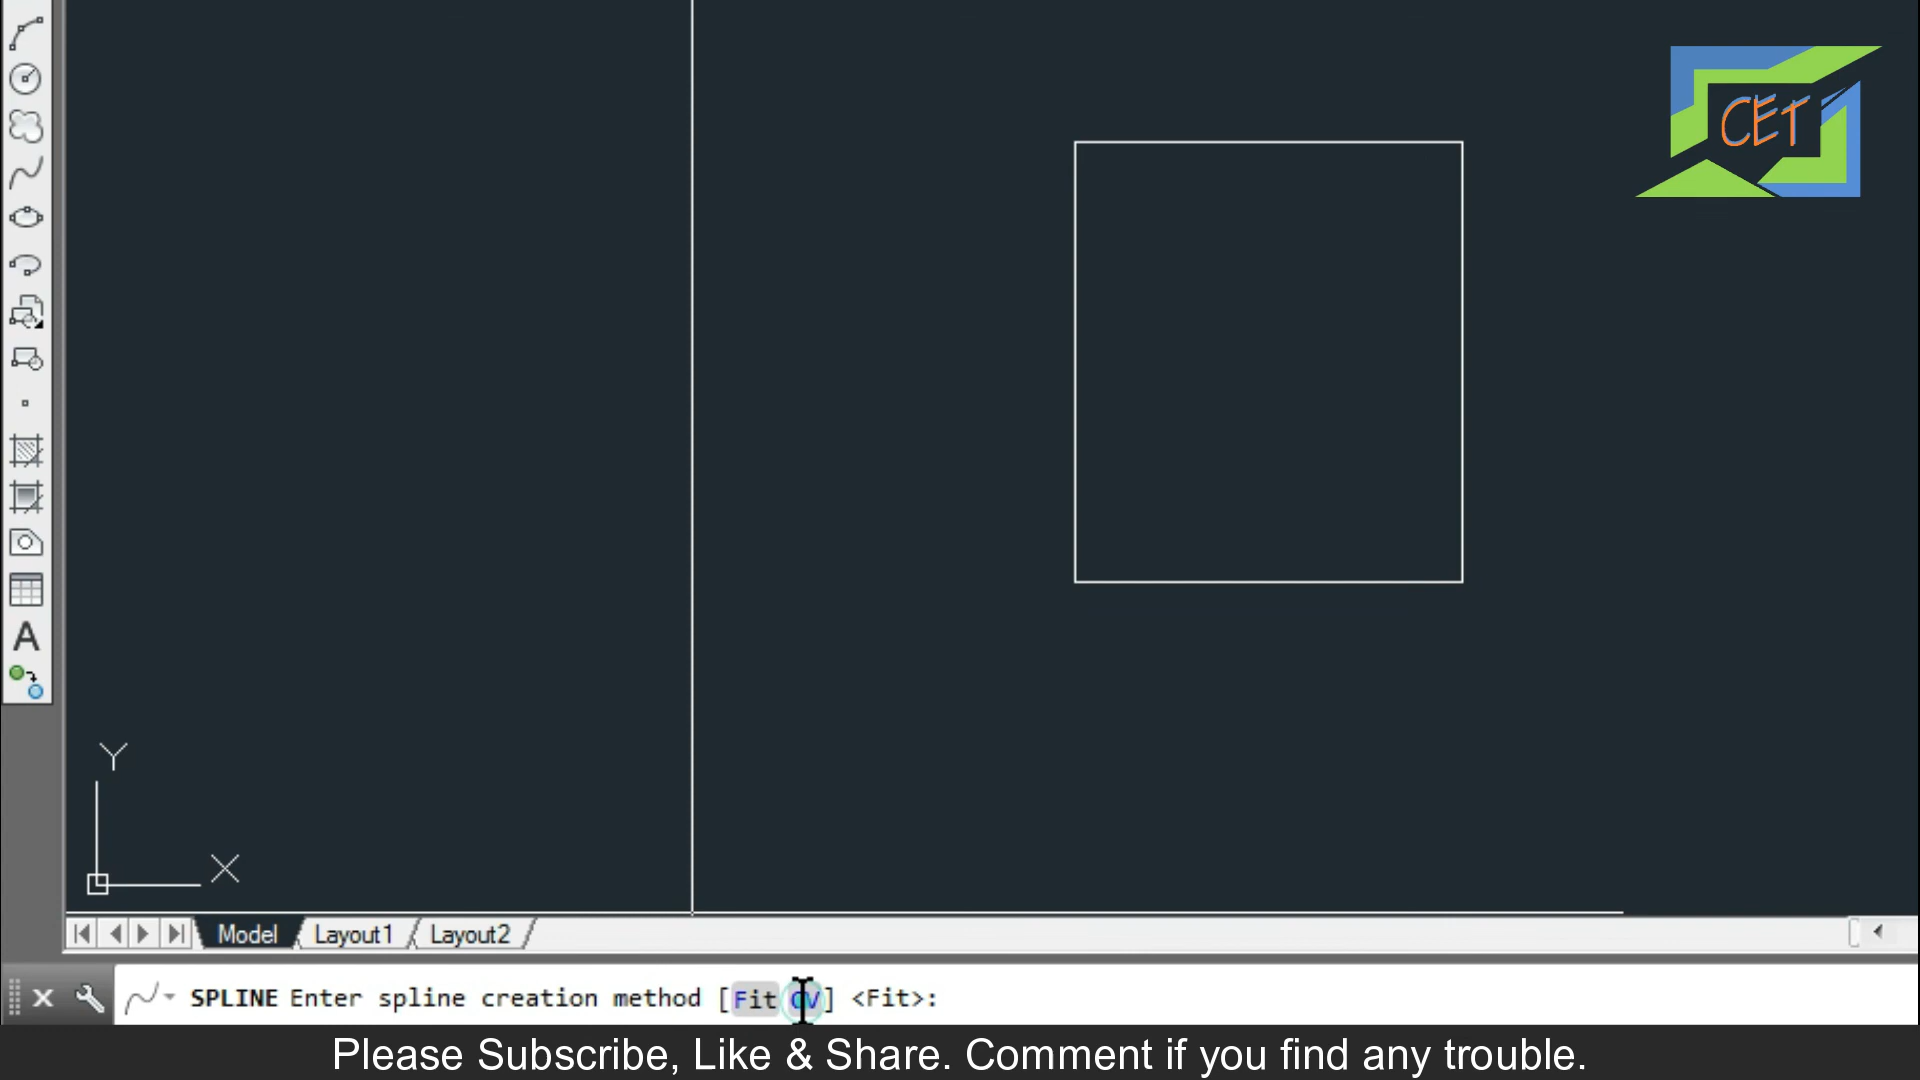 CET
A
Y
X
Model Layout1 Layout2
SPLINE Enter spline creation method [Fit CV] <Fit>:
Please Subscribe, Like & Share. Comment if you find any trouble.